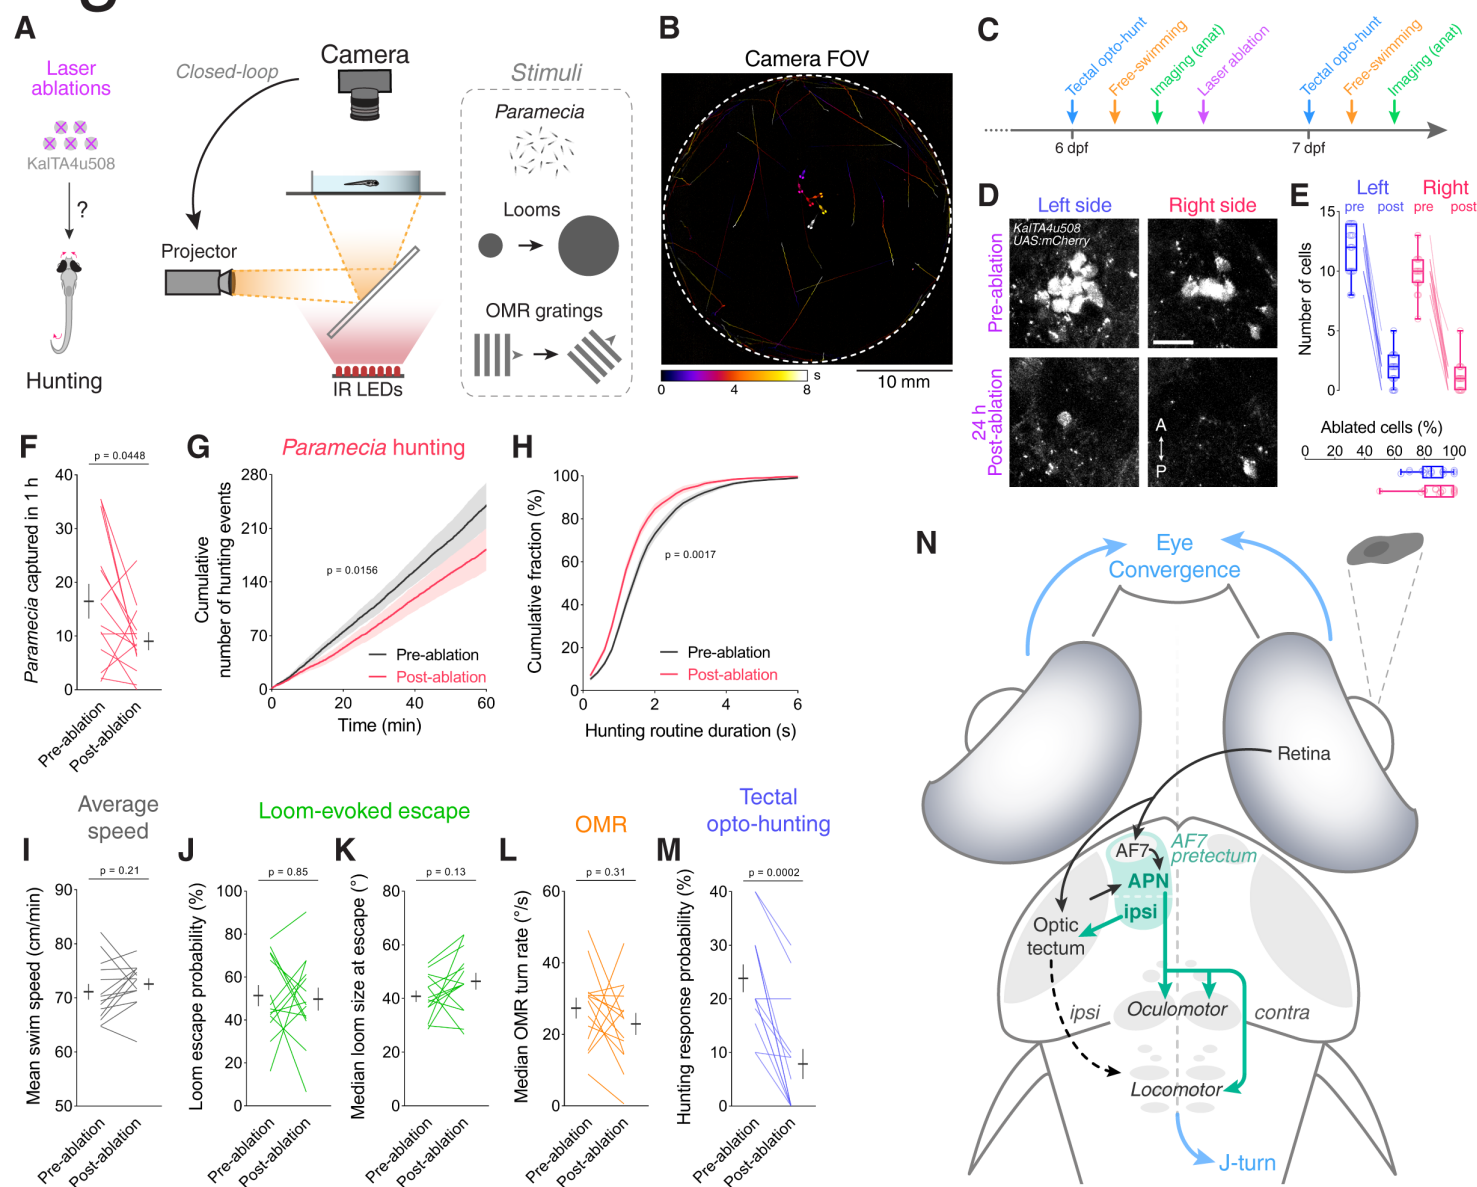 A
Laser
ablations
KalTA4u508
?
Hunting
Closed-loop
Camera
Projector
IR LEDs
Stimuli
Paramecia
Looms
OMR gratings
B
Camera FOV
0
4
8
s
10 mm
C
Tectal opto-hunt
Free-swimming
Imaging (anat)
Laser ablation
Tectal opto-hunt
Free-swimming
Imaging (anat)
6 dpf
7 dpf
D
Left side
Right side
Pre-ablation
KalTA4u508
UAS:mCherry
24 h
Post-ablation
A
P
E
Left
Right
pre
post
pre
post
Number of cells
15
10
5
0
Ablated cells (%)
0
20
40
60
80
100
F
p = 0.0448
Paramecia captured in 1 h
40
30
20
10
0
Pre-ablation
Post-ablation
G
Paramecia hunting
Cumulative
number of hunting events
280
210
140
70
0
p = 0.0156
Pre-ablation
Post-ablation
0
20
40
60
Time (min)
H
Cumulative fraction (%)
100
80
60
40
20
0
p = 0.0017
Pre-ablation
Post-ablation
0
2
4
6
Hunting routine duration (s)
I
Average
speed
p = 0.21
Mean swim speed (cm/min)
90
80
70
60
50
Pre-ablation
Post-ablation
Loom-evoked escape
J
p = 0.85
Loom escape probability (%)
100
80
60
40
20
0
Pre-ablation
Post-ablation
K
p = 0.13
Median loom size at escape (°)
80
60
40
20
0
Pre-ablation
Post-ablation
L
OMR
p = 0.31
Median OMR turn rate (°/s)
60
40
20
0
Pre-ablation
Post-ablation
M
Tectal
opto-hunting
p = 0.0002
Hunting response probability (%)
40
30
20
10
0
Pre-ablation
Post-ablation
N
Eye
Convergence
Retina
AF7
AF7
pretectum
APN
ipsi
Optic
tectum
ipsi
Oculomotor
contra
Locomotor
J-turn